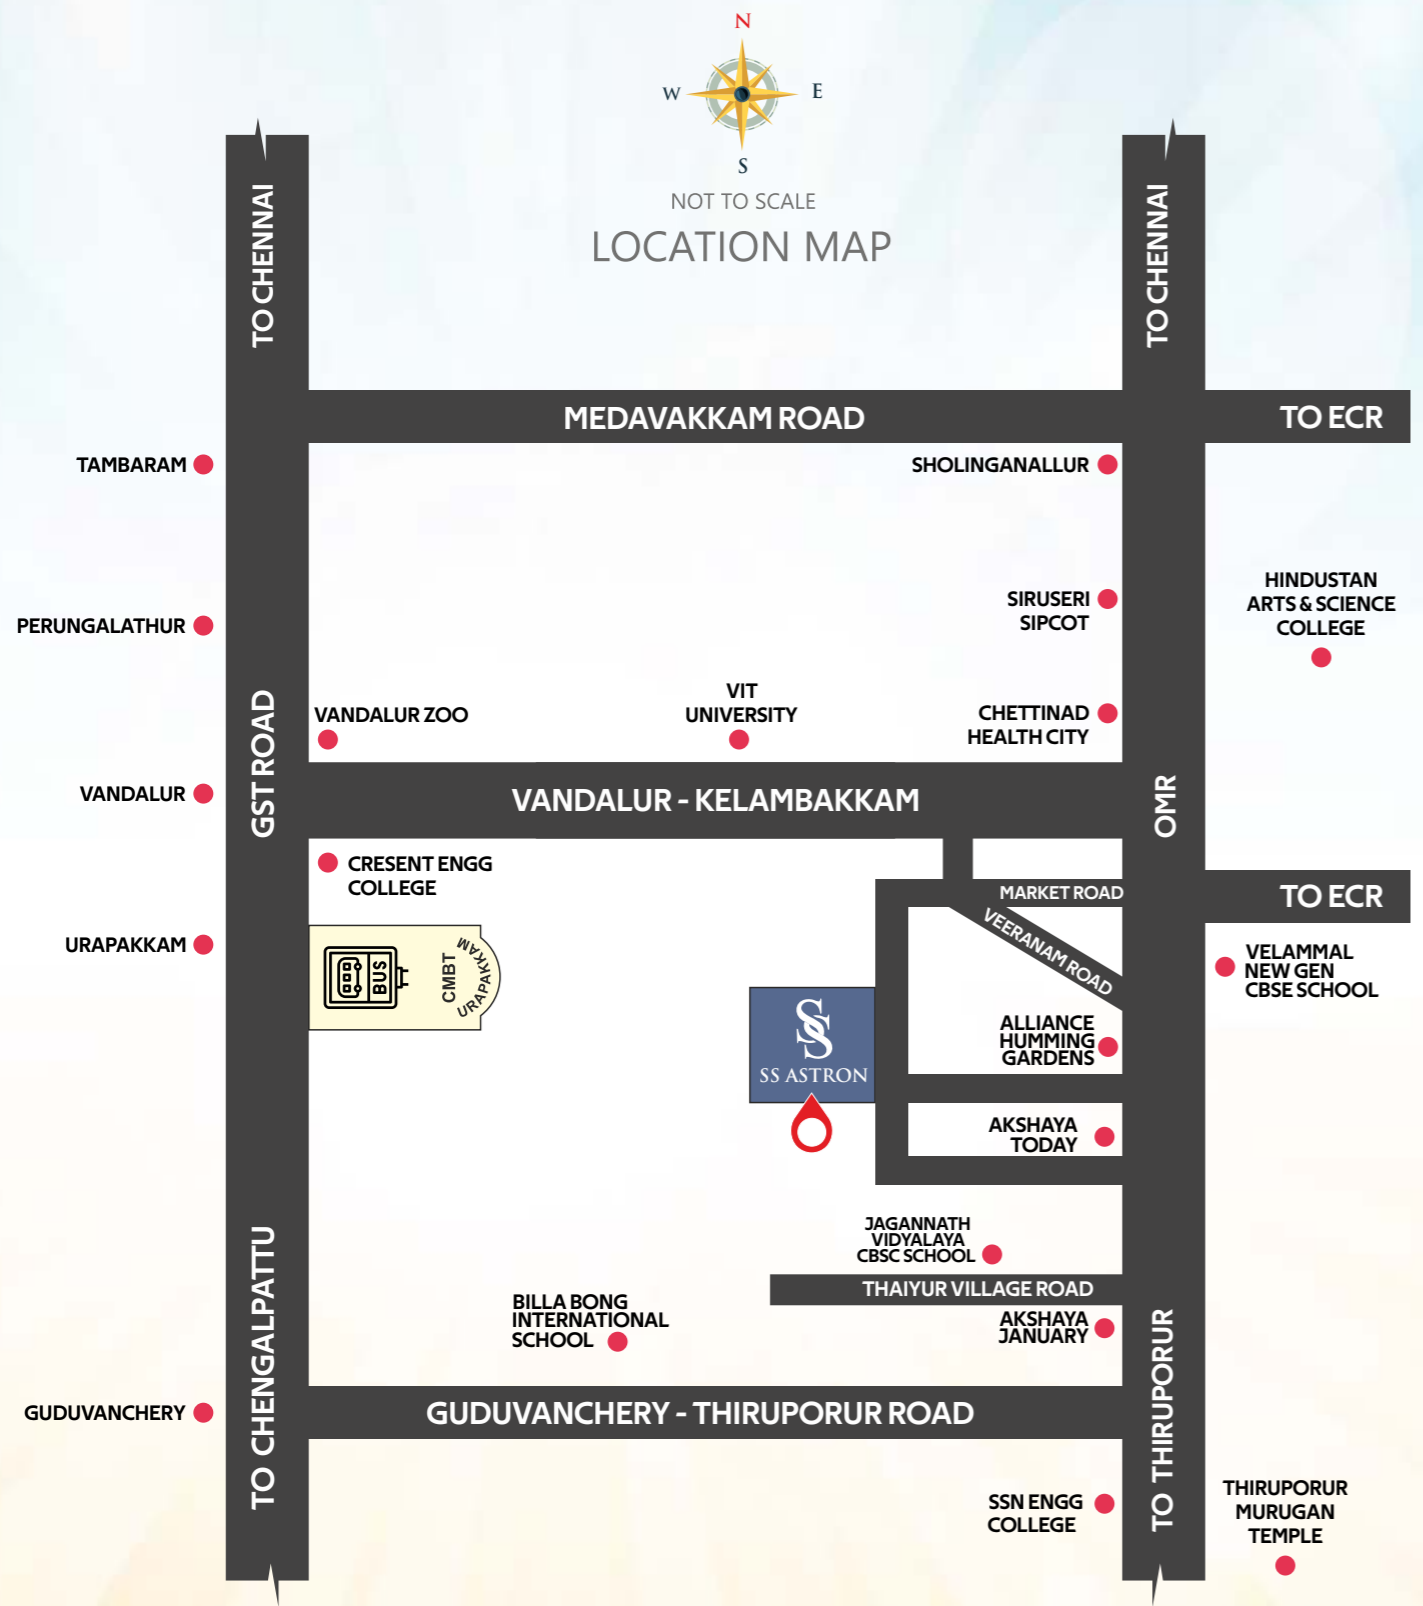 N
W
E
S
NOT TO SCALE
LOCATION MAP
TO CHENNAI
TO CHENNAI
MEDAVAKKAM ROAD
TO ECR
TAMBARAM
SHOLINGANALLUR
SIRUSERI
SIPCOT
HINDUSTAN
ARTS & SCIENCE
COLLEGE
PERUNGALATHUR
VANDALUR ZOO
VIT
UNIVERSITY
CHETTINAD
HEALTH CITY
GST ROAD
VANDALUR
VANDALUR - KELAMBAKKAM
OMR
CRESENT ENGG
COLLEGE
MARKET ROAD
TO ECR
VEERANAM ROAD
URAPAKKAM
BUS
CMBT
URAPAKKAM
VELAMMAL
NEW GEN
CBSE SCHOOL
SS
SS ASTRON
ALLIANCE
HUMMING
GARDENS
AKSHAYA
TODAY
JAGANNATH
VIDYALAYA
CBSC SCHOOL
THAIYUR VILLAGE ROAD
BILLA BONG
INTERNATIONAL
SCHOOL
AKSHAYA
JANUARY
TO CHENGALPATTU
TO THIRUPORUR
GUDUVANCHERY
GUDUVANCHERY - THIRUPORUR ROAD
SSN ENGG
COLLEGE
THIRUPORUR
MURUGAN
TEMPLE